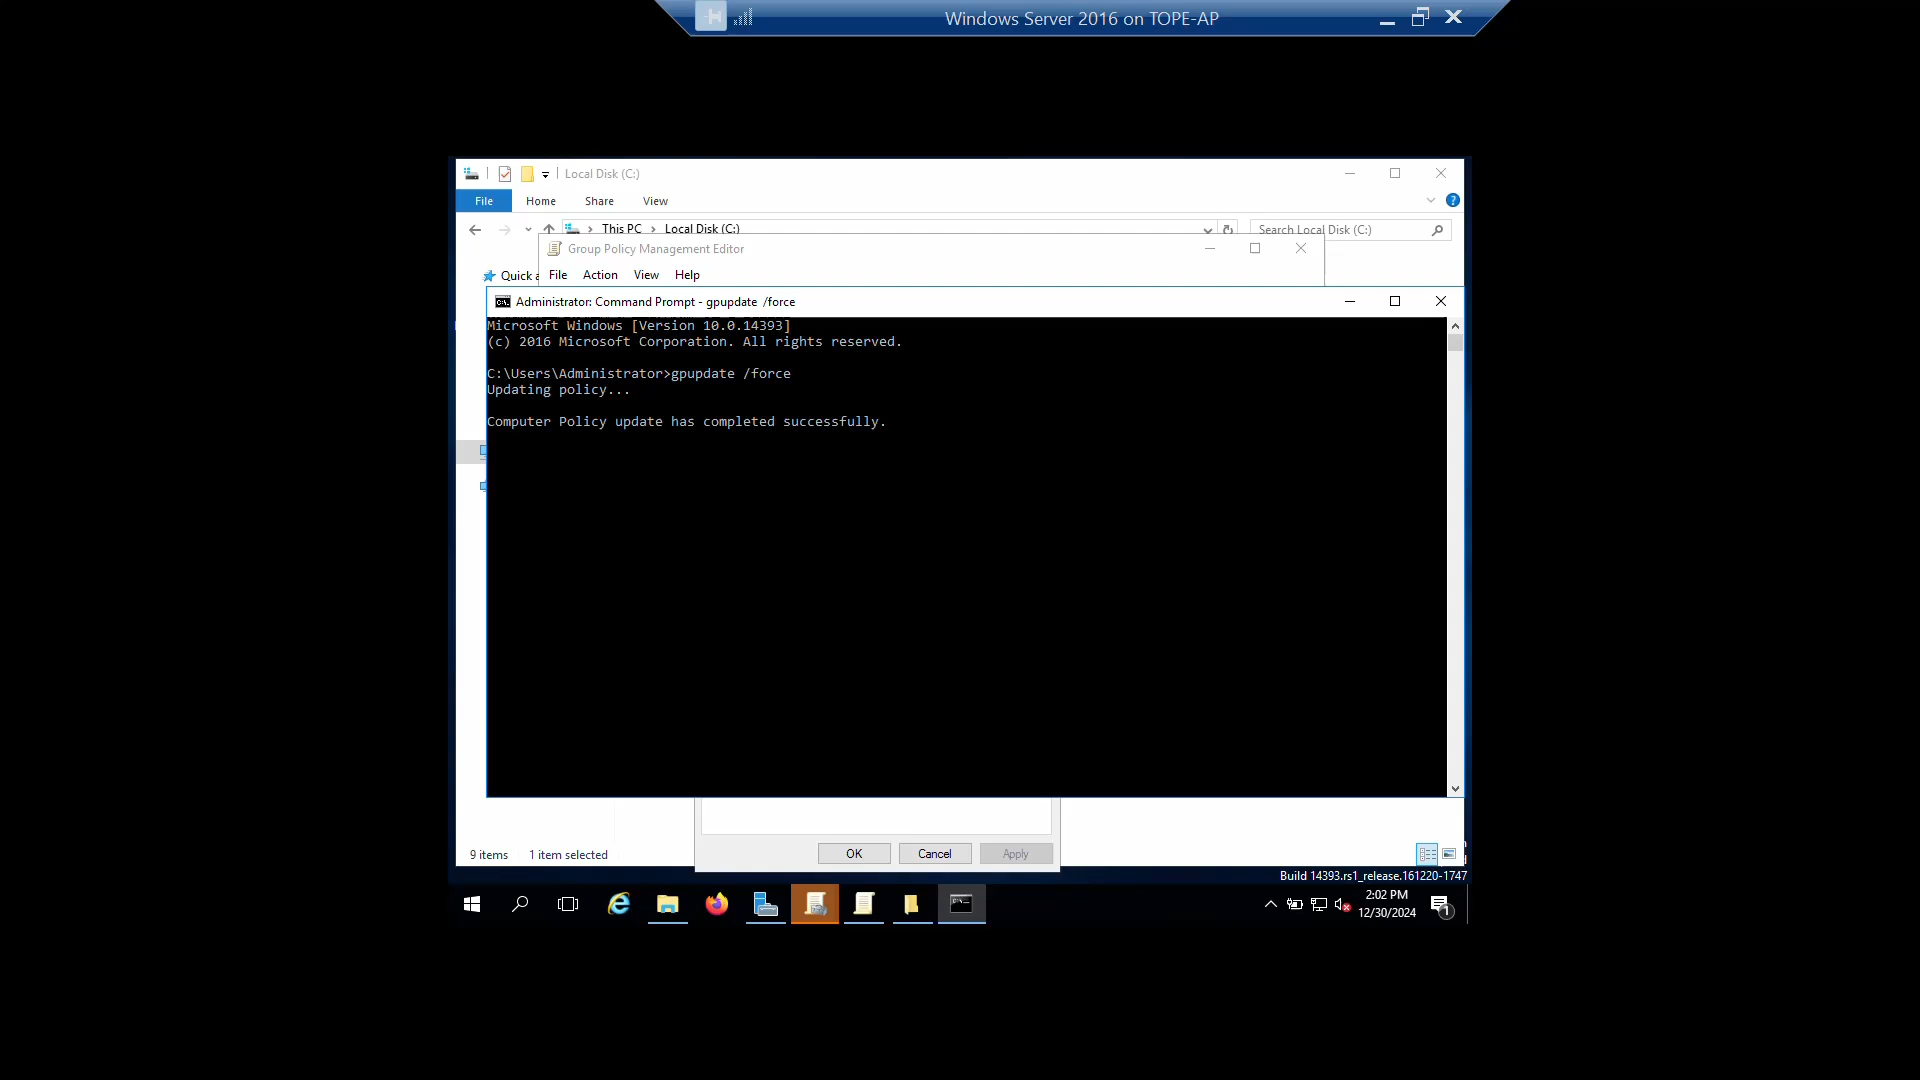 Windows Server 2016 on TOPE-AP
Local Disk (C:)
File Home Share View
This PC > Local Disk (C:)
Search Local Disk (C:)
Group Policy Management Editor
Quick a
File Action View Help
Administrator: Command Prompt - gpupdate /force
Microsoft Windows [Version 10.0.14393]
(c) 2016 Microsoft Corporation. All rights reserved.
C:\Users\Administrator>gpupdate /force
Updating policy...
Computer Policy update has completed successfully.
OK Cancel Apply
9 items 1 item selected
Build 14393.rs1_release.161220-1747
2:02 PM
12/30/2024
1